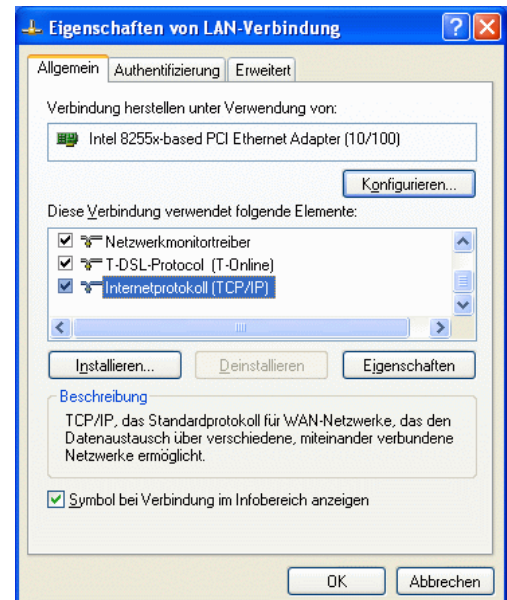 Eigenschaften von LAN-Verbindung
Allgemein Authentifizierung Erweitert
Verbindung herstellen unter Verwendung von:
Intel 8255x-based PCI Ethernet Adapter (10/100)
Konfigurieren...
Diese Verbindung verwendet folgende Elemente:
Netzwerkmonitortreiber
T-DSL-Protocol (T-Online)
Internetprotokoll (TCP/IP)
Installieren... Deinstallieren Eigenschaften
Beschreibung
TCP/IP, das Standardprotokoll für WAN-Netzwerke, das den
Datenaustausch über verschiedene, miteinander verbundene
Netzwerke ermöglicht.
Symbol bei Verbindung im Infobereich anzeigen
OK Abbrechen